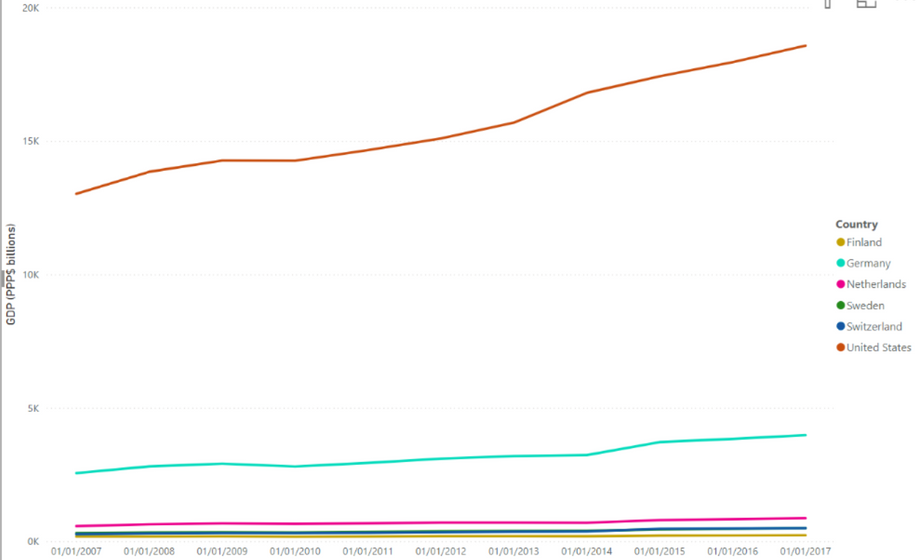 20K
15K
10K
5K
0K
GDP (PPP$ billions)
01/01/2007 01/01/2008 01/01/2009 01/01/2010 01/01/2011 01/01/2012 01/01/2013 01/01/2014 01/01/2015 01/01/2016 01/01/2017
Country
Finland
Germany
Netherlands
Sweden
Switzerland
United States